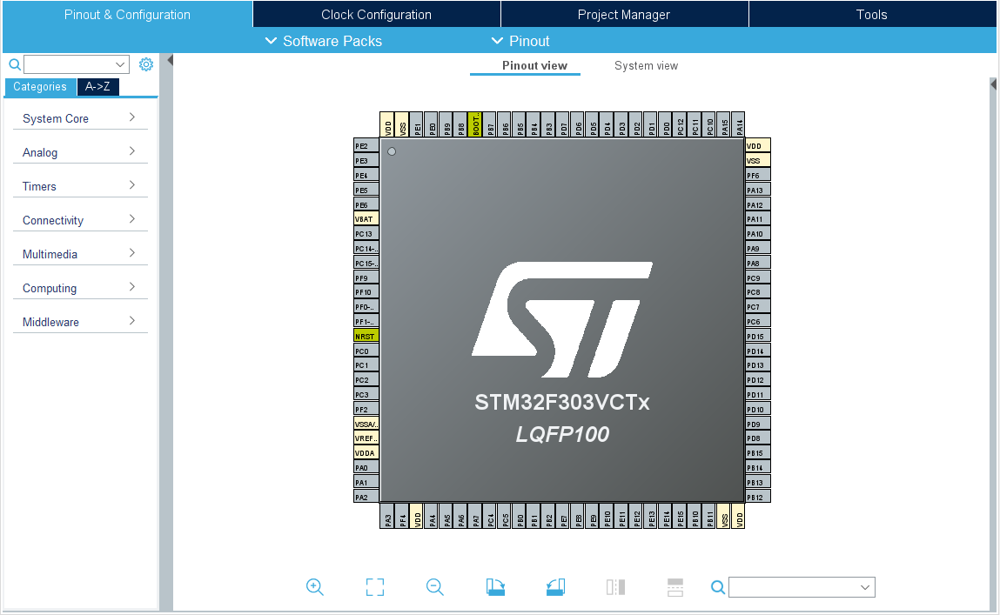 Pinout & Configuration
Clock Configuration
Project Manager
Tools
Software Packs
Pinout
Pinout view
System view
Categories
A->Z
System Core
Analog
Timers
Connectivity
Multimedia
Computing
Middleware
VDD
VSS
PE1
PE0
PB9
PB8
BOOT..
PB7
PB6
PB5
PB4
PB3
PD7
PD6
PD5
PD4
PD3
PD2
PD1
PD0
PC12
PC11
PC10
PA15
PA14
PE2
PE3
PE4
PE5
PE6
VBAT
PC13
PC14-..
PC15-..
PF9
PF10
PF0-..
PF1-..
NRST
PC0
PC1
PC2
PC3
PF2
VSSA/..
VREF..
VDDA
PA0
PA1
PA2
VDD
VSS
PF6
PA13
PA12
PA11
PA10
PA9
PA8
PC9
PC8
PC7
PC6
PD15
PD14
PD13
PD12
PD11
PD10
PD9
PD8
PB15
PB14
PB13
PB12
ST
STM32F303VCTx
LQFP100
PA3
PF4
VDD
PA4
PA5
PA6
PA7
PC4
PC5
PB0
PB1
PB2
PE7
PE8
PE9
PE10
PE11
PE12
PE13
PE14
PE15
PB10
PB11
VSS
VDD